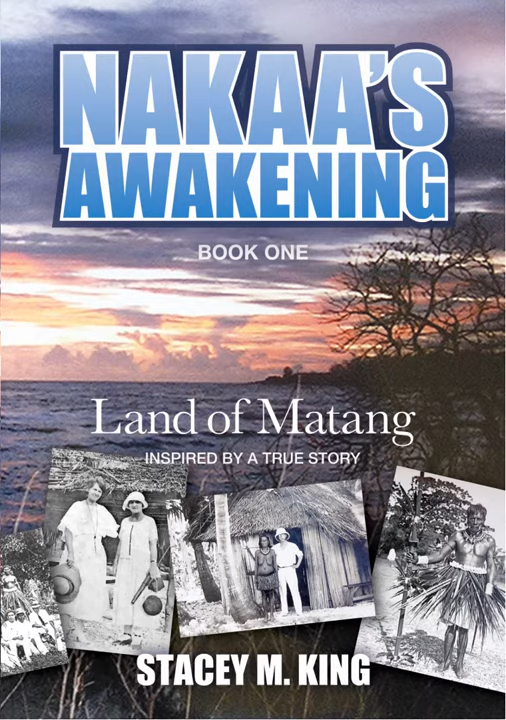 NAKAA'S
AWAKENING
BOOK ONE
Land of Matang
INSPIRED BY A TRUE STORY
STACEY M. KING